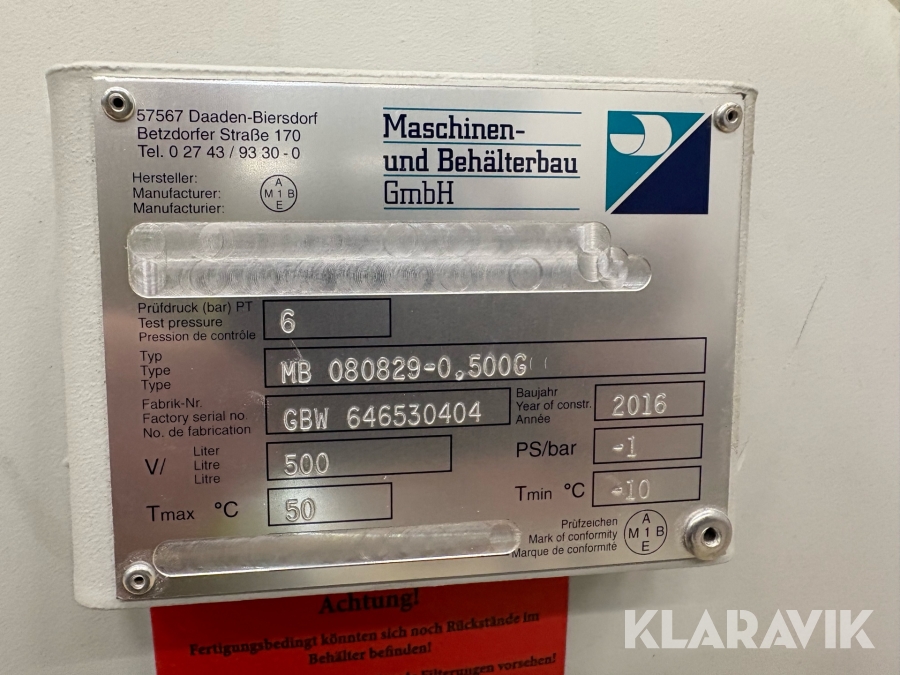 57567 Daaden-Biersdorf
Betzdorfer Straße 170
Tel. 0 27 43 / 93 30 - 0
Maschinen-
und Behälterbau
GmbH
Hersteller:
Manufacturer:
Manufacturier:
A
M 1 B
E
Prüfdruck (bar) PT
Test pressure
Pression de contrôle
6
Typ
Type
Type
MB 080829-0,500G
Fabrik-Nr.
Factory serial no.
No. de fabrication
GBW 646530404
Baujahr
Year of constr.
Année
2016
V/
Liter
Litre
Litre
500
PS/bar
-1
Tmax °C
50
Tmin °C
-10
Prüfzeichen
Mark of conformity
Marque de conformité
A
M 1 B
E
Achtung!
Fertigungsbedingt könnten sich noch Rückstände im
Behälter befinden!
Filterungen vorsehen!
KLARAVIK